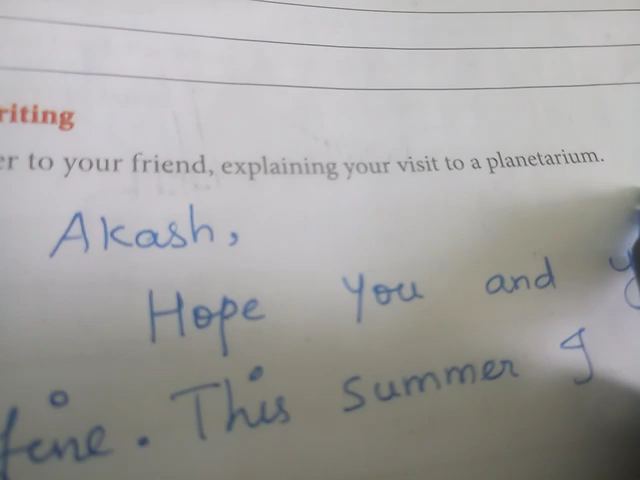 riting
er to your friend, explaining your visit to a planetarium.
Akash,
Hope you and y
fine. This summer I